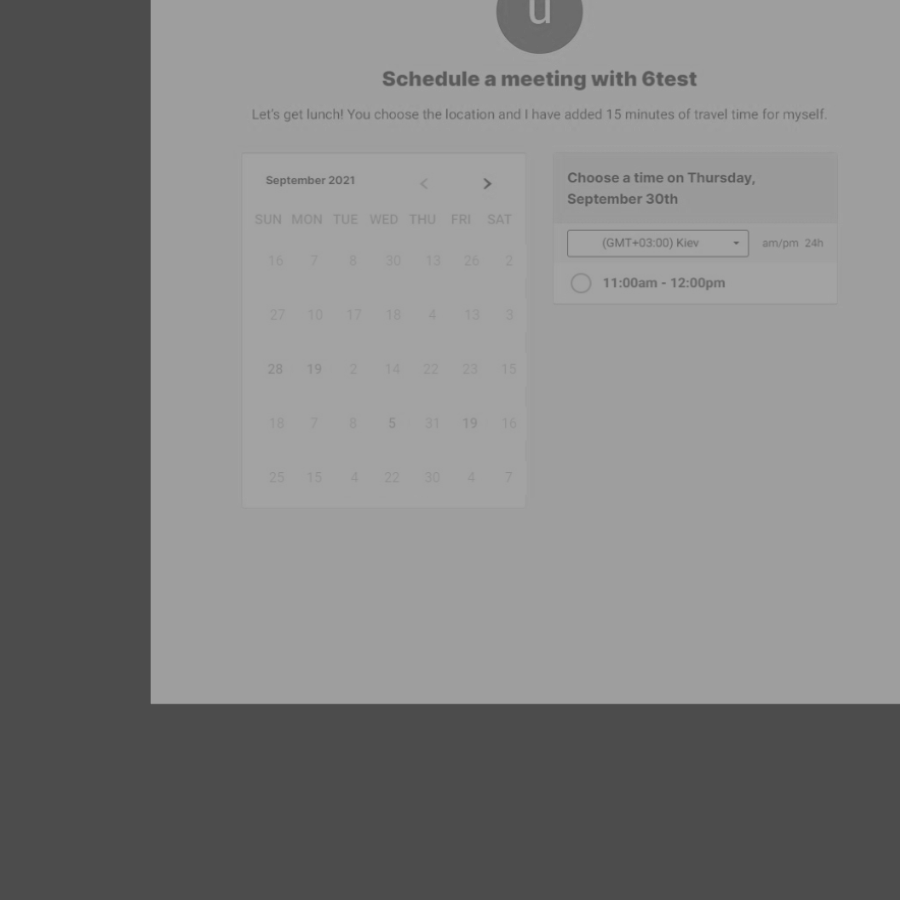 u
Schedule a meeting with 6test
Let's get lunch! You choose the location and I have added 15 minutes of travel time for myself.
September 2021 < >
SUN MON TUE WED THU FRI SAT
16 7 8 30 13 26 2
27 10 17 18 4 13 3
28 19 2 14 22 23 15
18 7 8 5 31 19 16
25 15 4 22 30 4 7
Choose a time on Thursday,
September 30th
(GMT+03:00) Kiev am/pm 24h
11:00am - 12:00pm